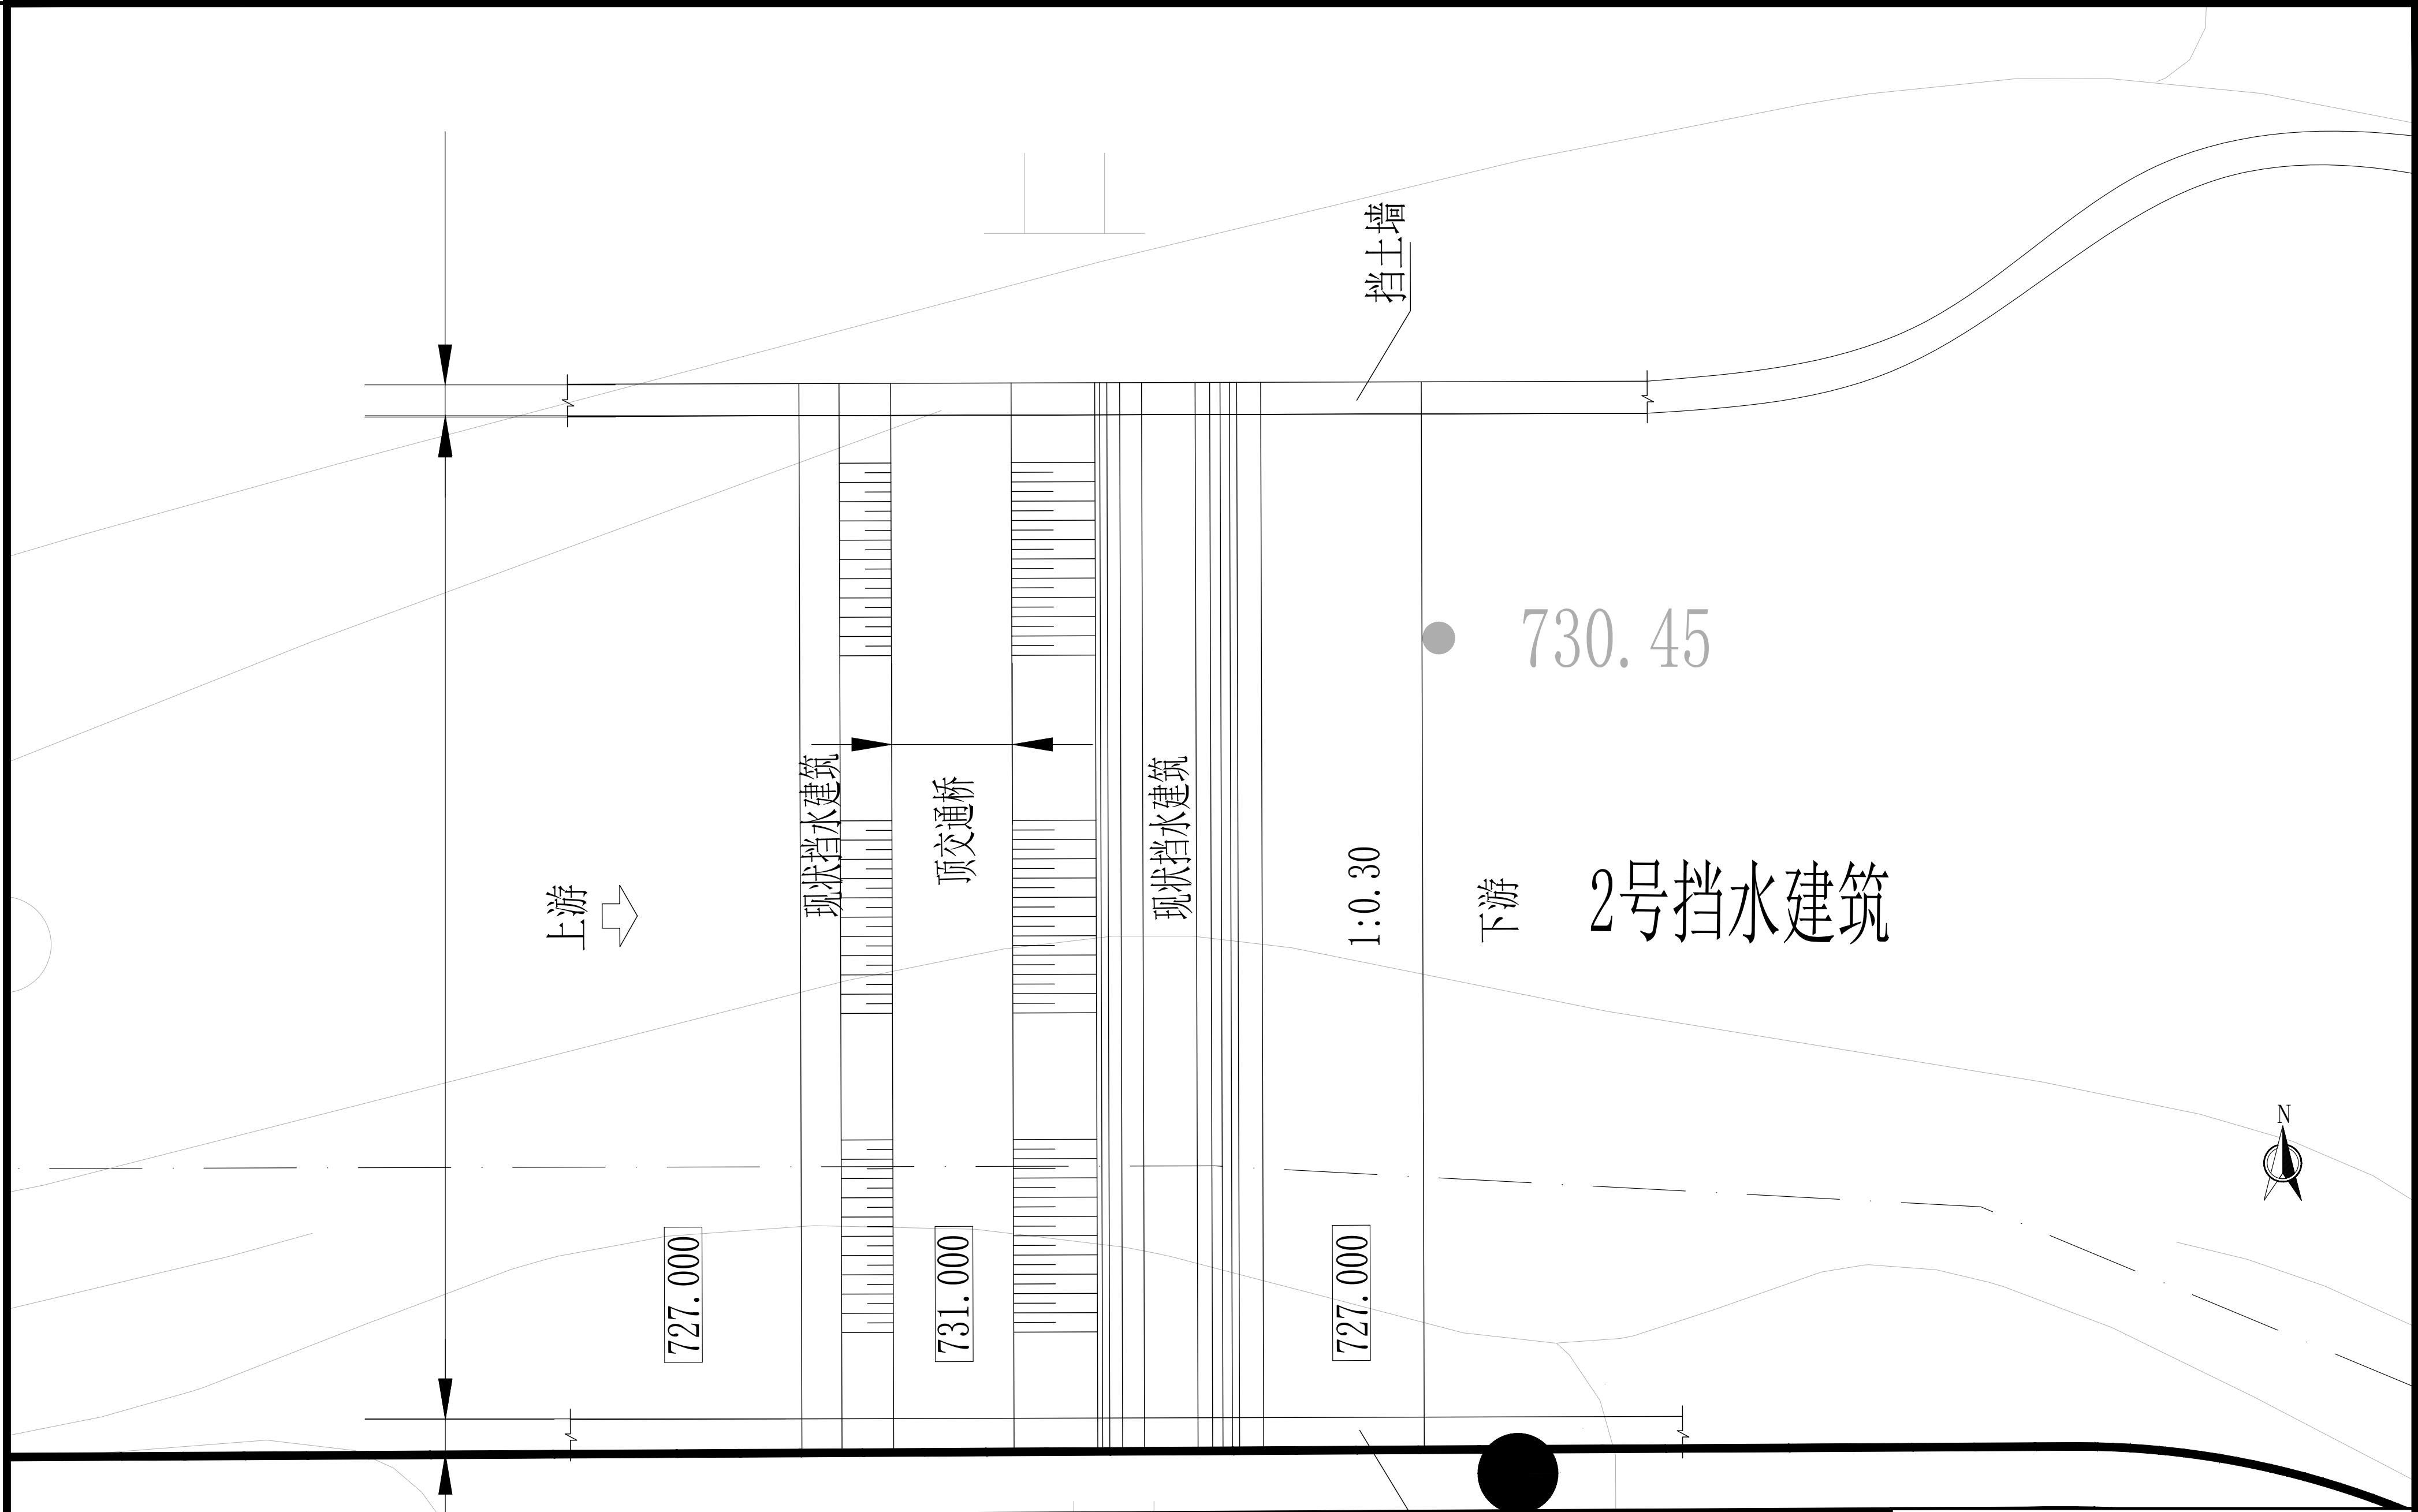 挡土墙
730.45
现状挡水建筑
顶交通桥
现状挡水建筑
1:0.30
上游
下游
2号挡水建筑
N
727.000
731.000
727.000